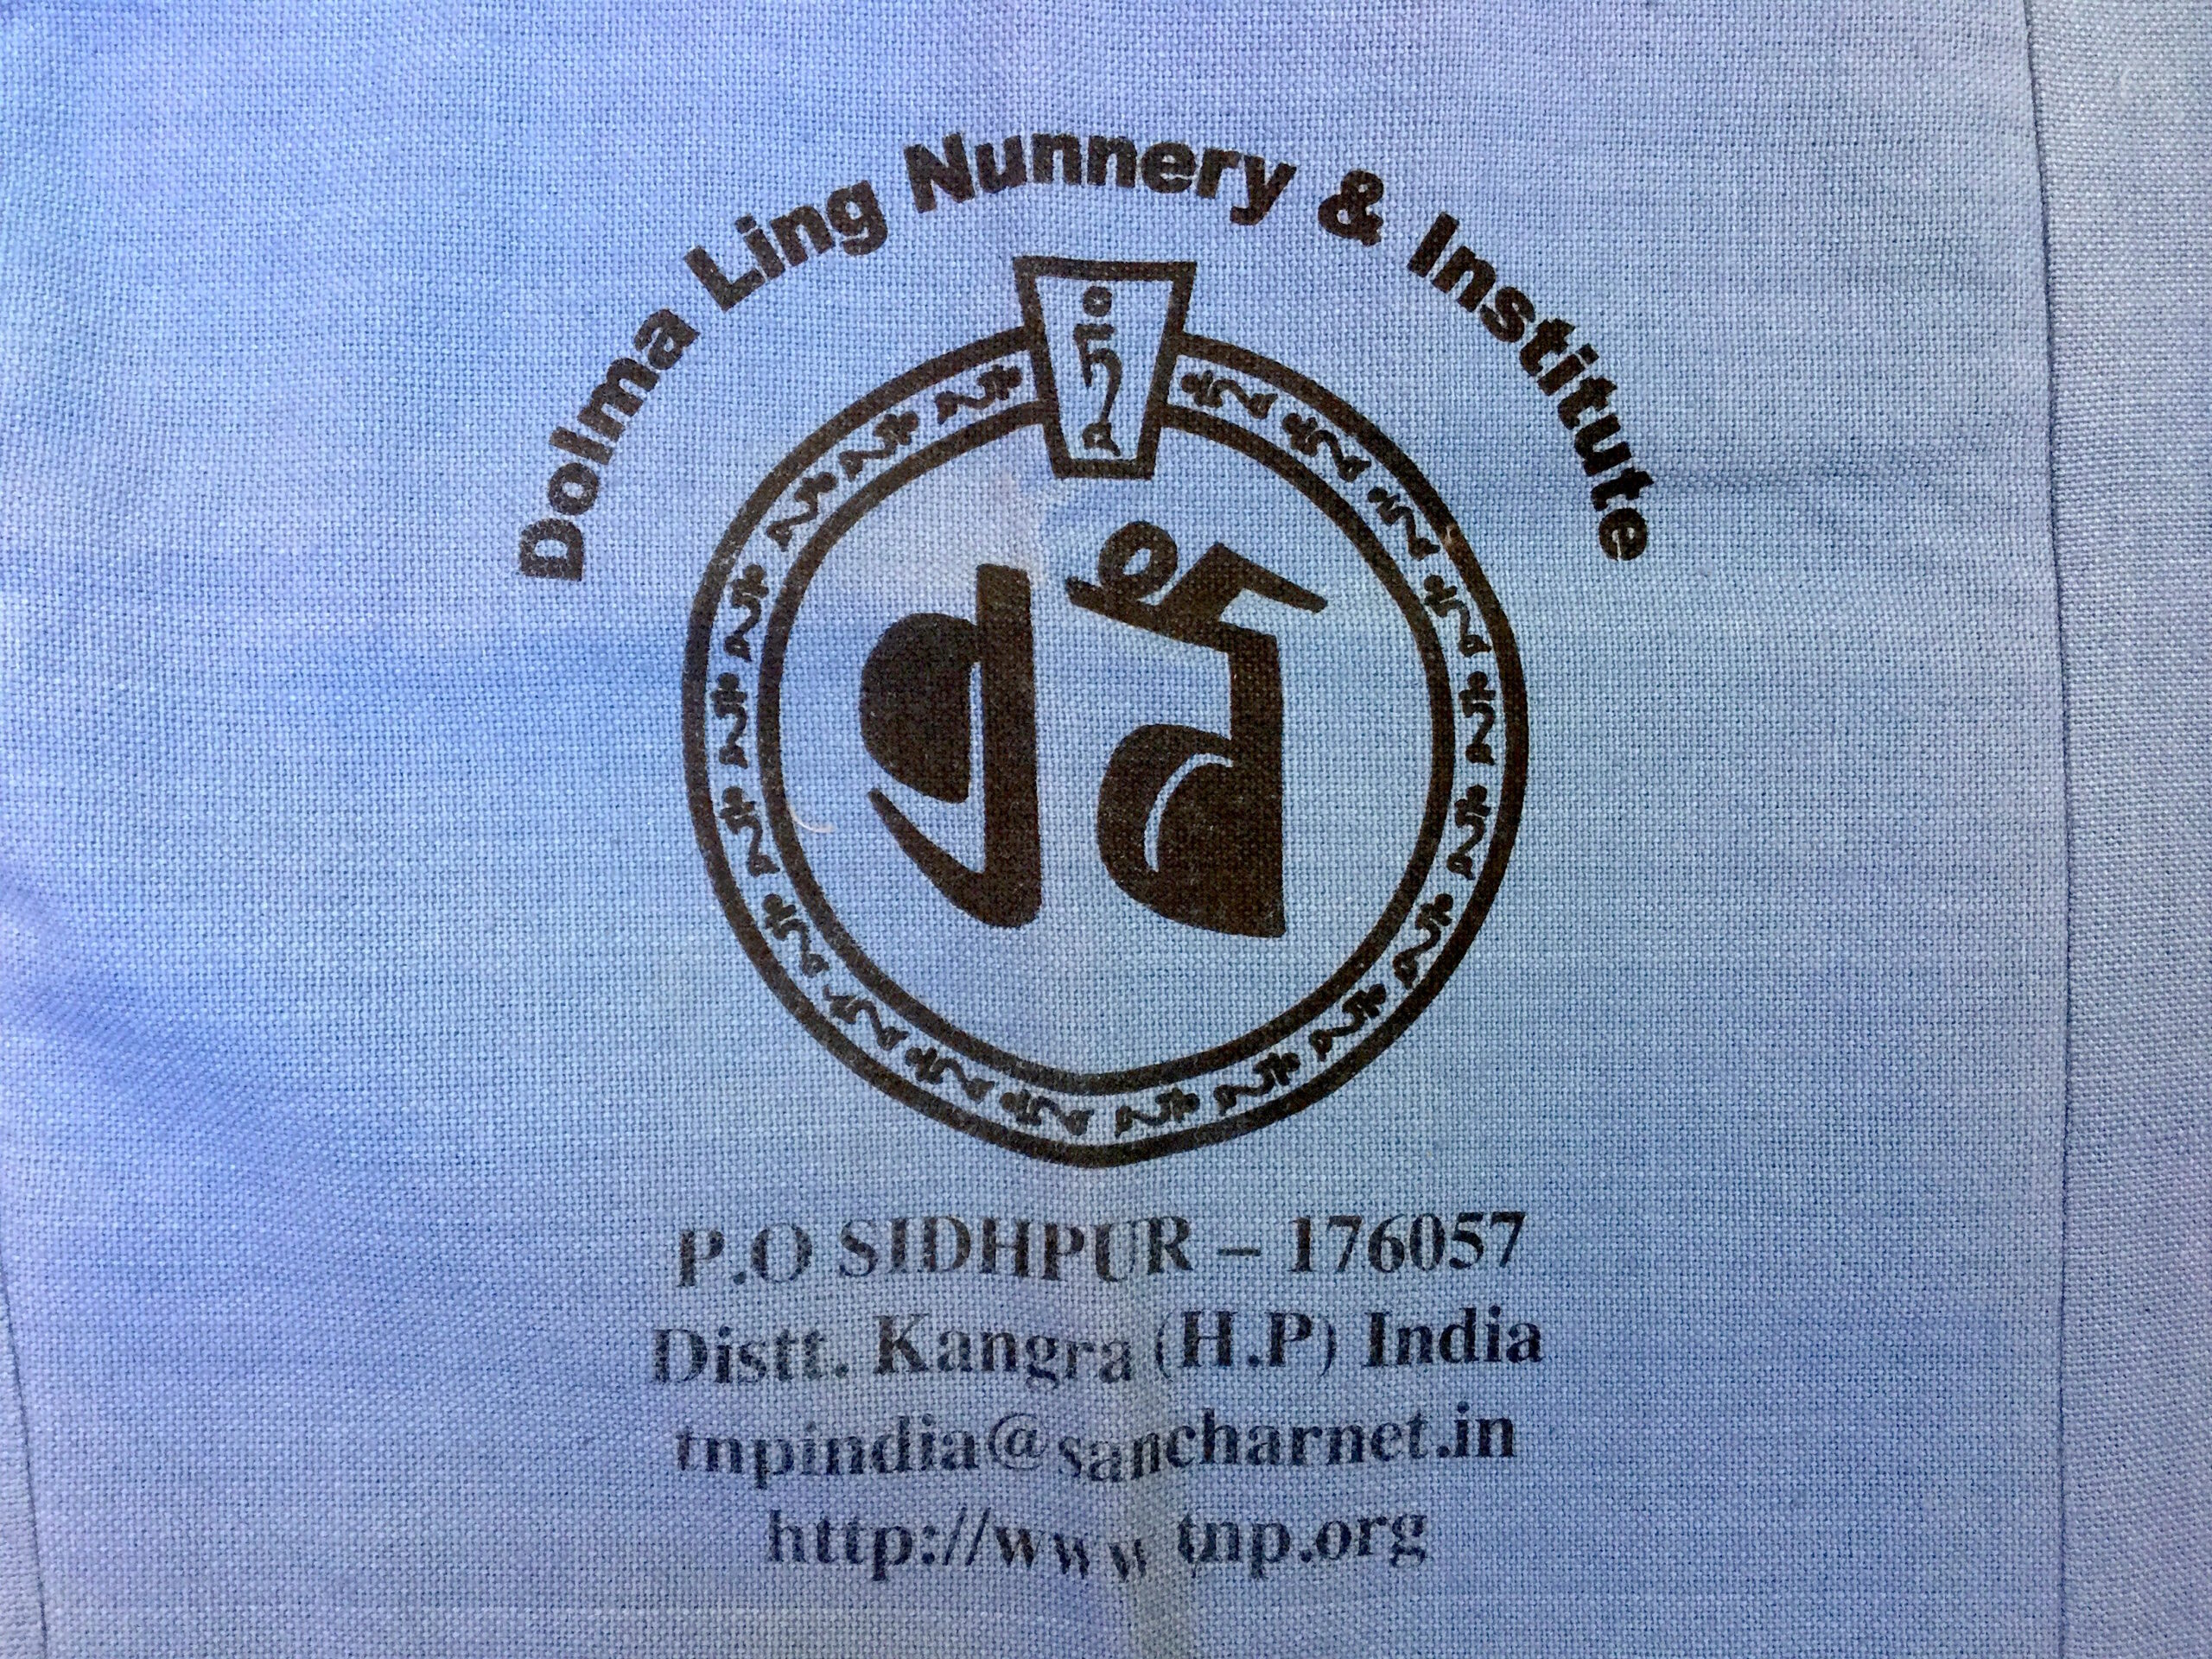 Dolma Ling Nunnery & Institute
P.O SIDHPUR – 176057
Distt. Kangra (H.P) India
tnpindia@sancharnet.in
http://www.tnp.org